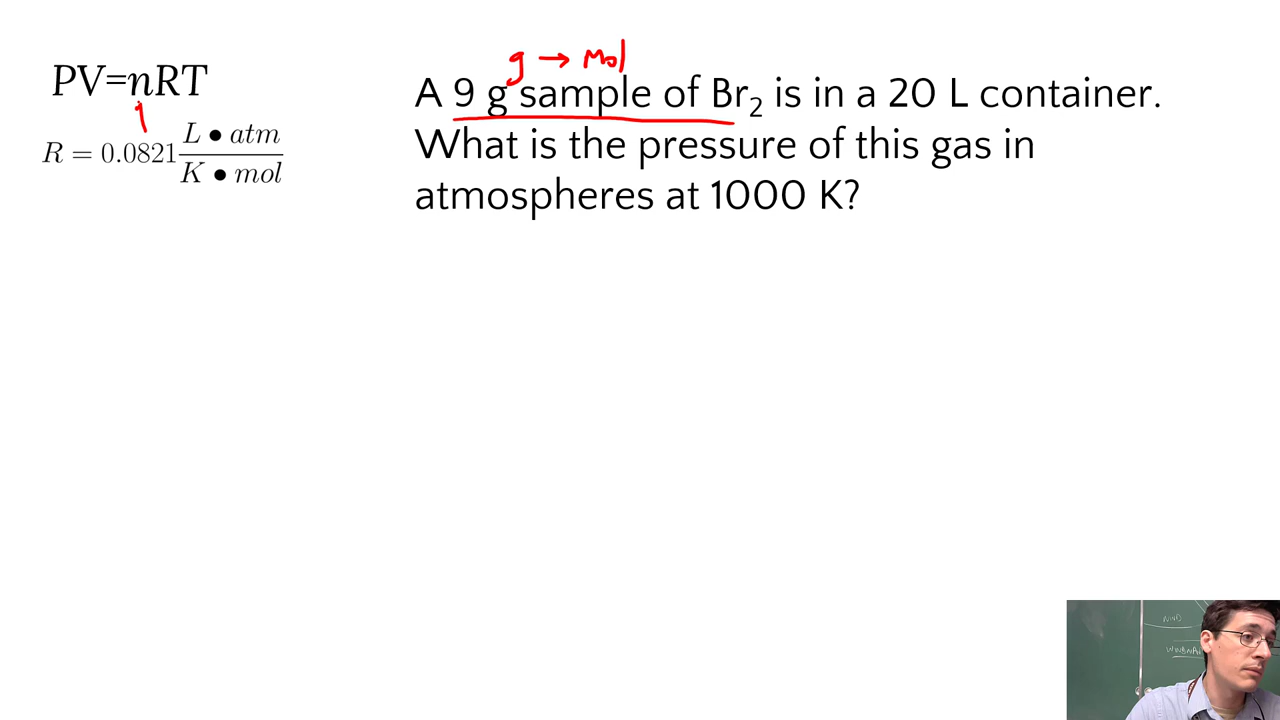 PV=nRT
R = 0.0821 L • atm / K • mol
g → mol
A 9 g sample of Br₂ is in a 20 L container.
What is the pressure of this gas in
atmospheres at 1000 K?